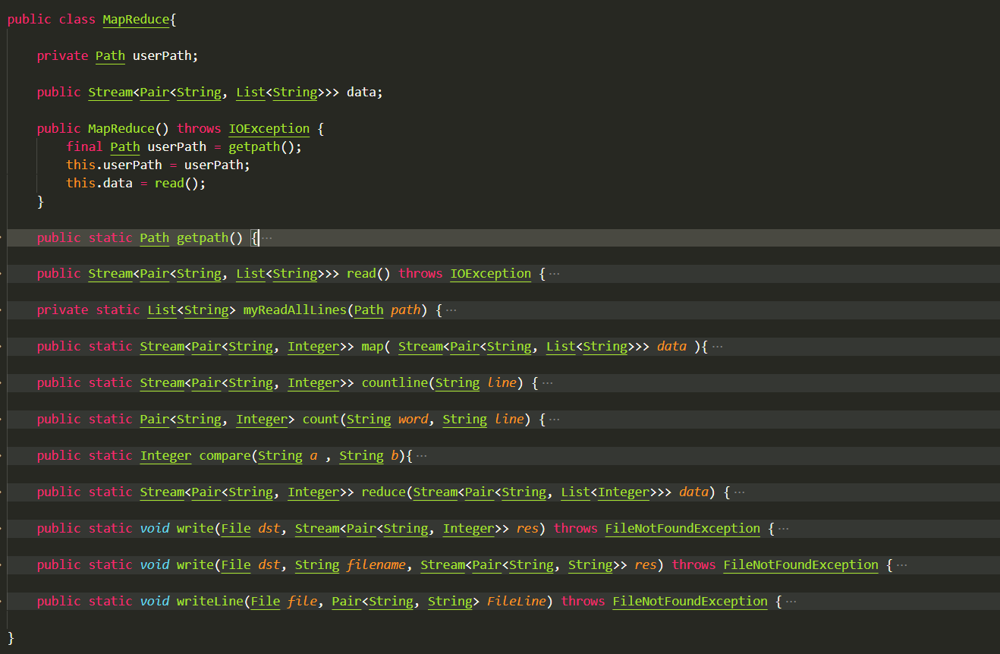 public class MapReduce{
private Path userPath;
public Stream<Pair<String, List<String>>> data;
public MapReduce() throws IOException {
final Path userPath = getpath();
this.userPath = userPath;
this.data = read();
}
public static Path getpath() {···
public Stream<Pair<String, List<String>>> read() throws IOException {···
private static List<String> myReadAllLines(Path path) {···
public static Stream<Pair<String, Integer>> map( Stream<Pair<String, List<String>>> data ){···
public static Stream<Pair<String, Integer>> countline(String line) {···
public static Pair<String, Integer> count(String word, String line) {···
public static Integer compare(String a , String b){···
public static Stream<Pair<String, Integer>> reduce(Stream<Pair<String, List<Integer>>> data) {···
public static void write(File dst, Stream<Pair<String, Integer>> res) throws FileNotFoundException {···
public static void write(File dst, String filename, Stream<Pair<String, String>> res) throws FileNotFoundException {···
public static void writeLine(File file, Pair<String, String> FileLine) throws FileNotFoundException {···
}